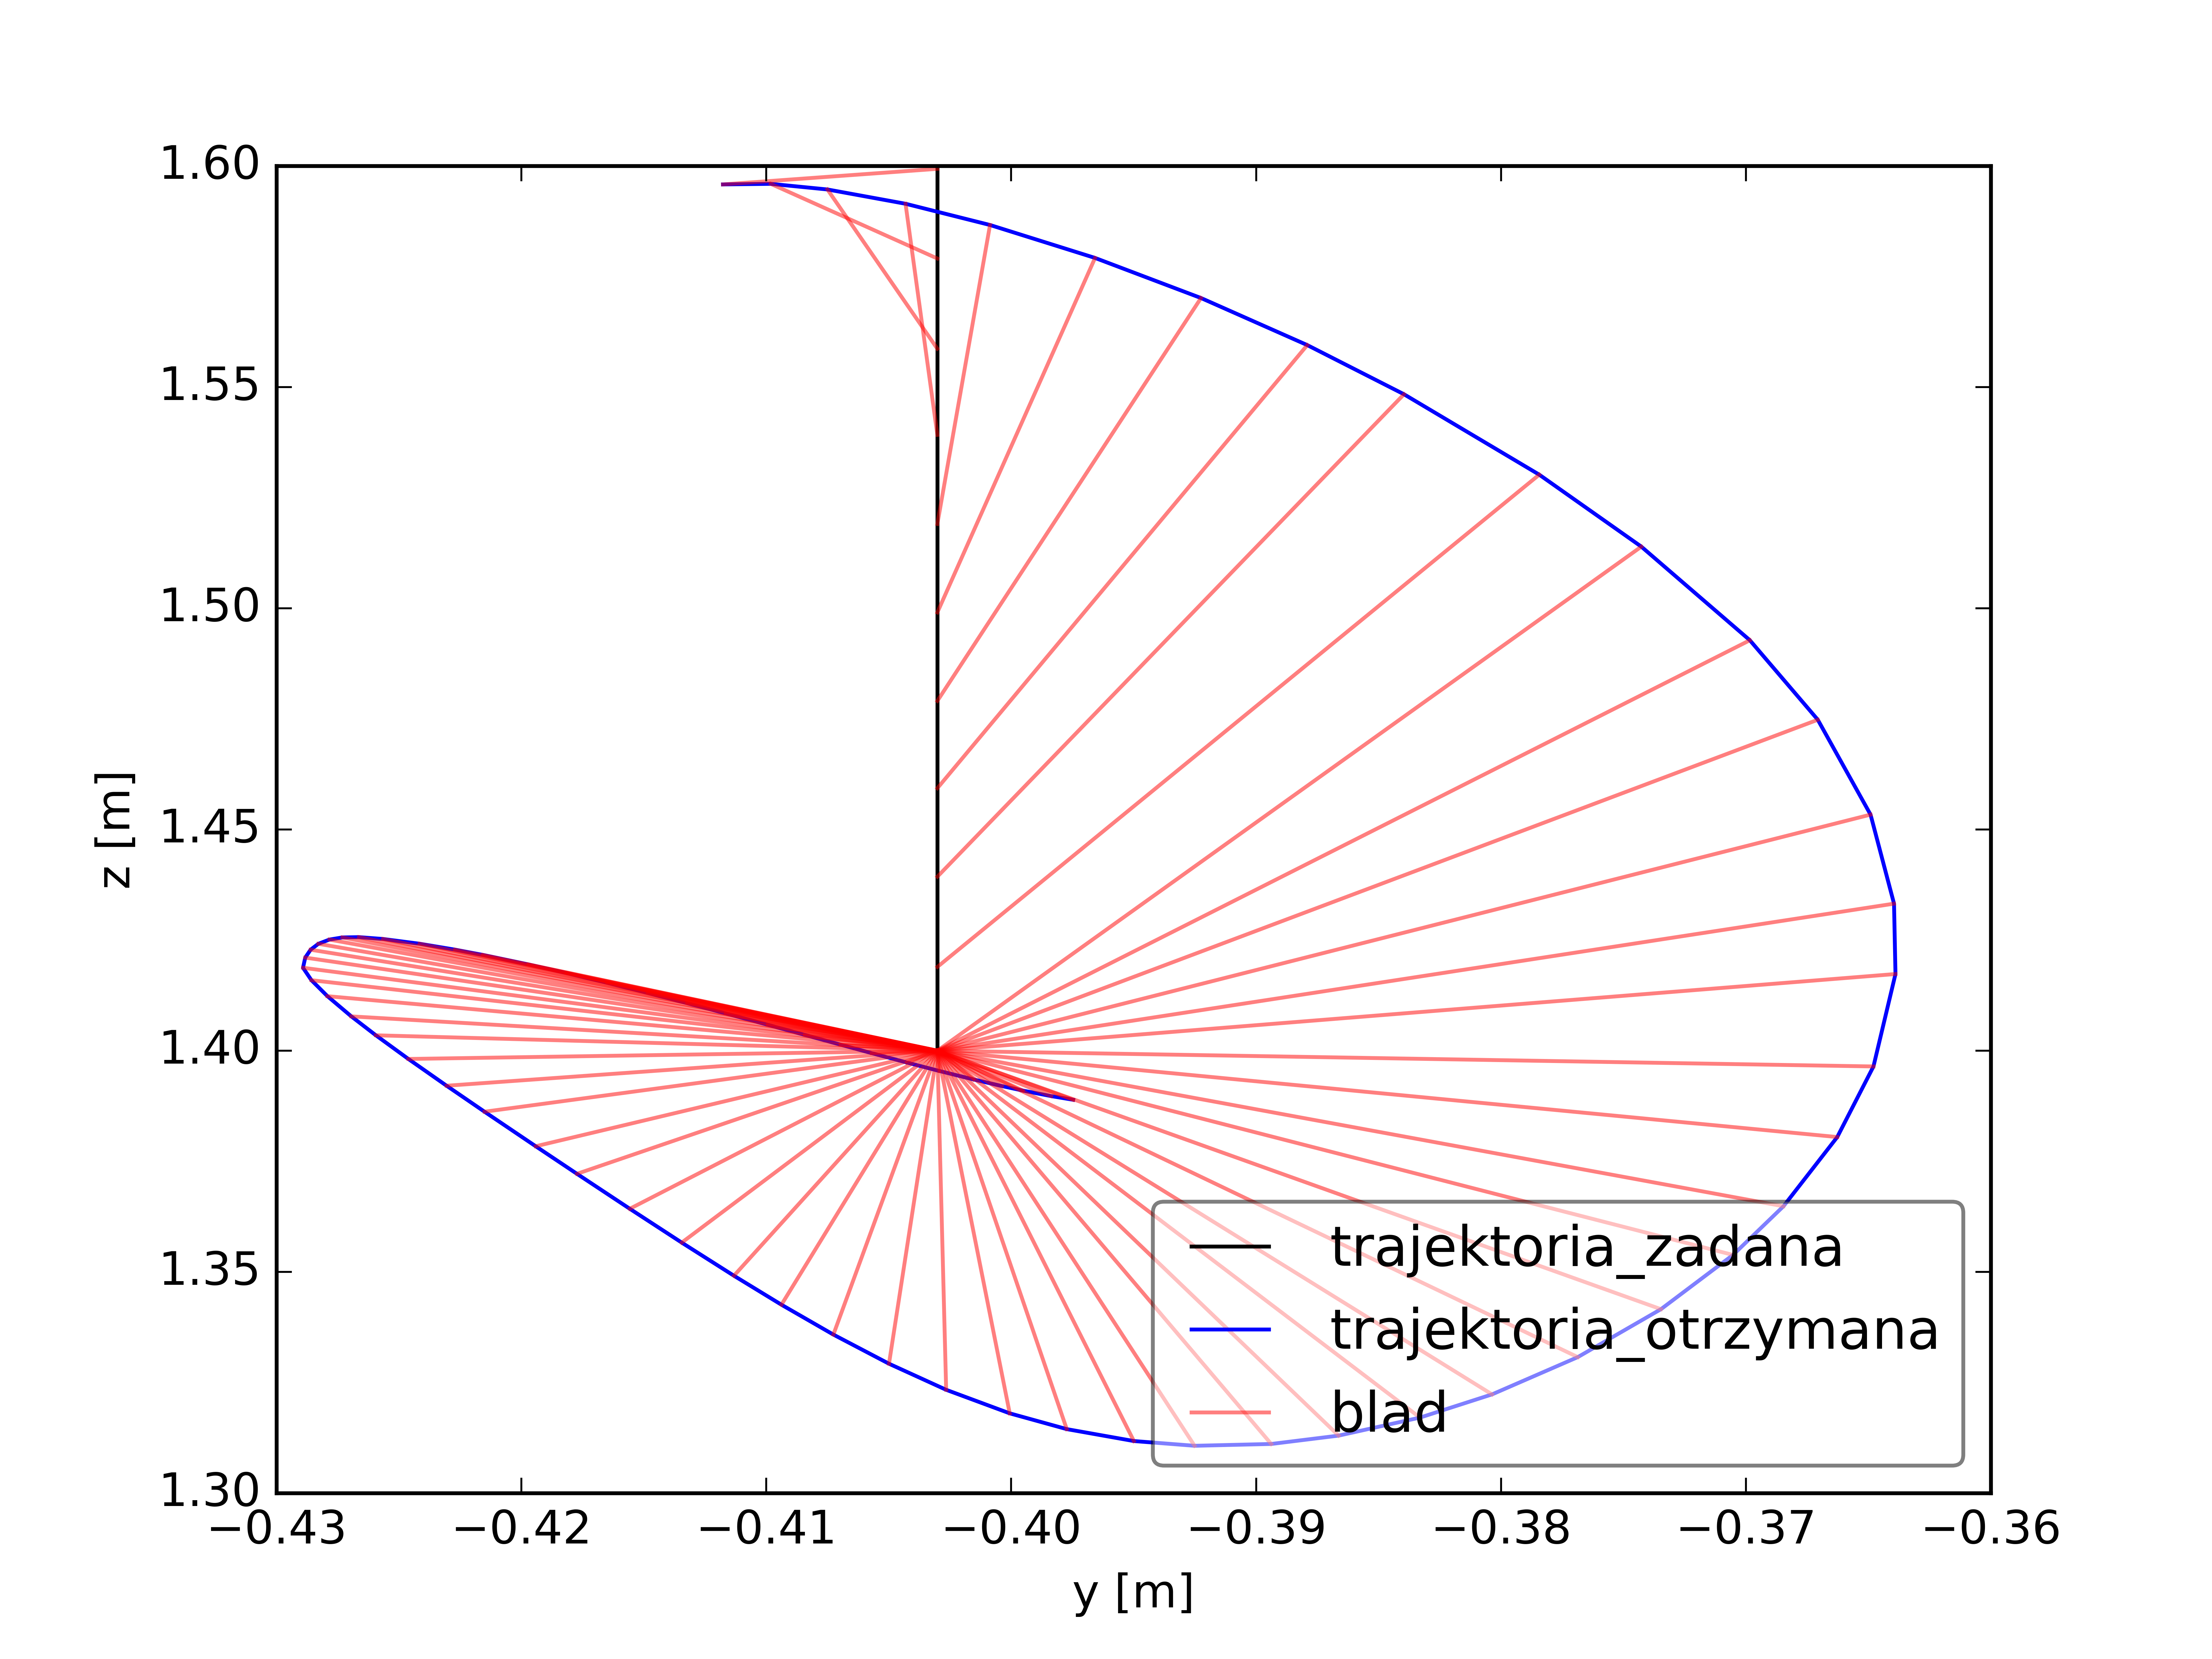 1.60
1.55
1.50
1.45
1.40
1.35
1.30
z [m]
trajektoria_zadana
trajektoria_otrzymana
blad
−0.43 −0.42 −0.41 −0.40 −0.39 −0.38 −0.37 −0.36
y [m]